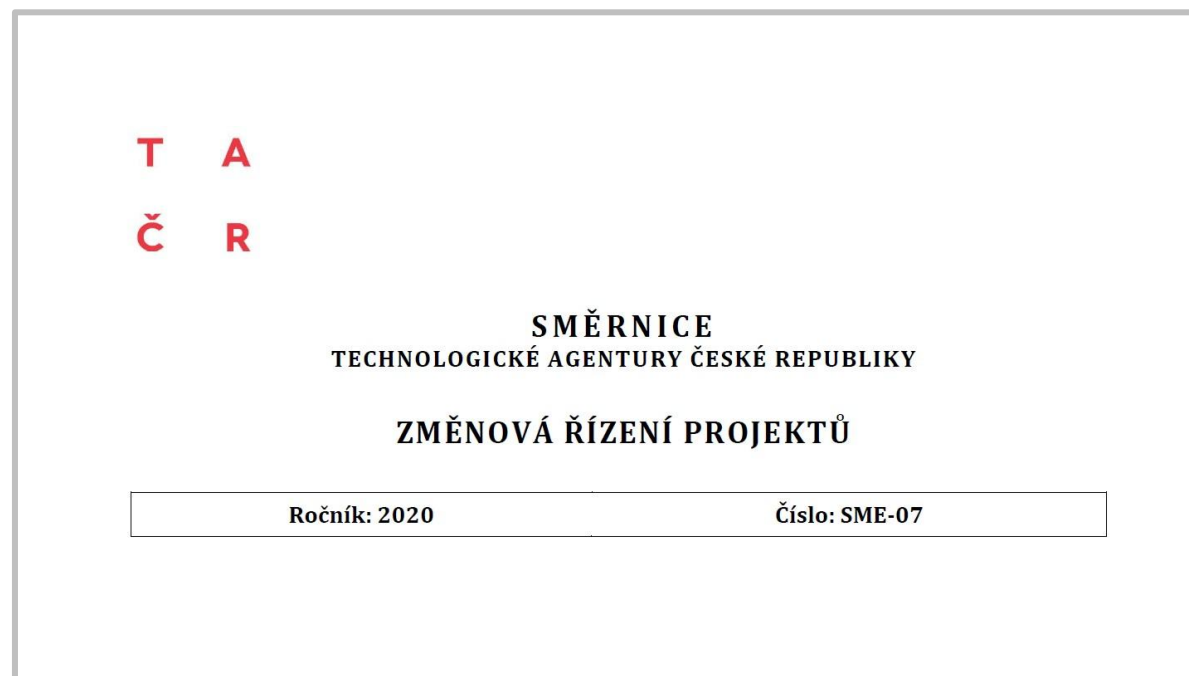 T A
Č R
SMĚRNICE
TECHNOLOGICKÉ AGENTURY ČESKÉ REPUBLIKY
ZMĚNOVÁ ŘÍZENÍ PROJEKTŮ
Ročník: 2020 Číslo: SME-07